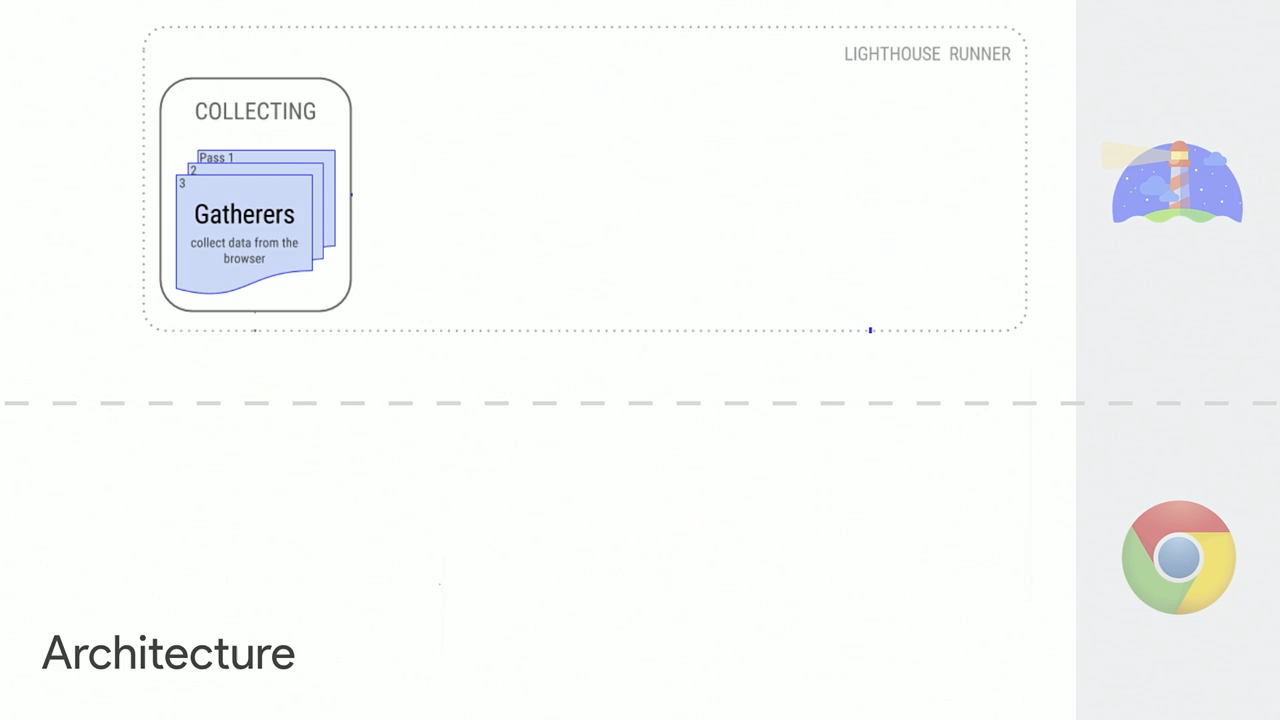 LIGHTHOUSE RUNNER
COLLECTING
Pass 1
2
3
Gatherers
collect data from the
browser
Architecture